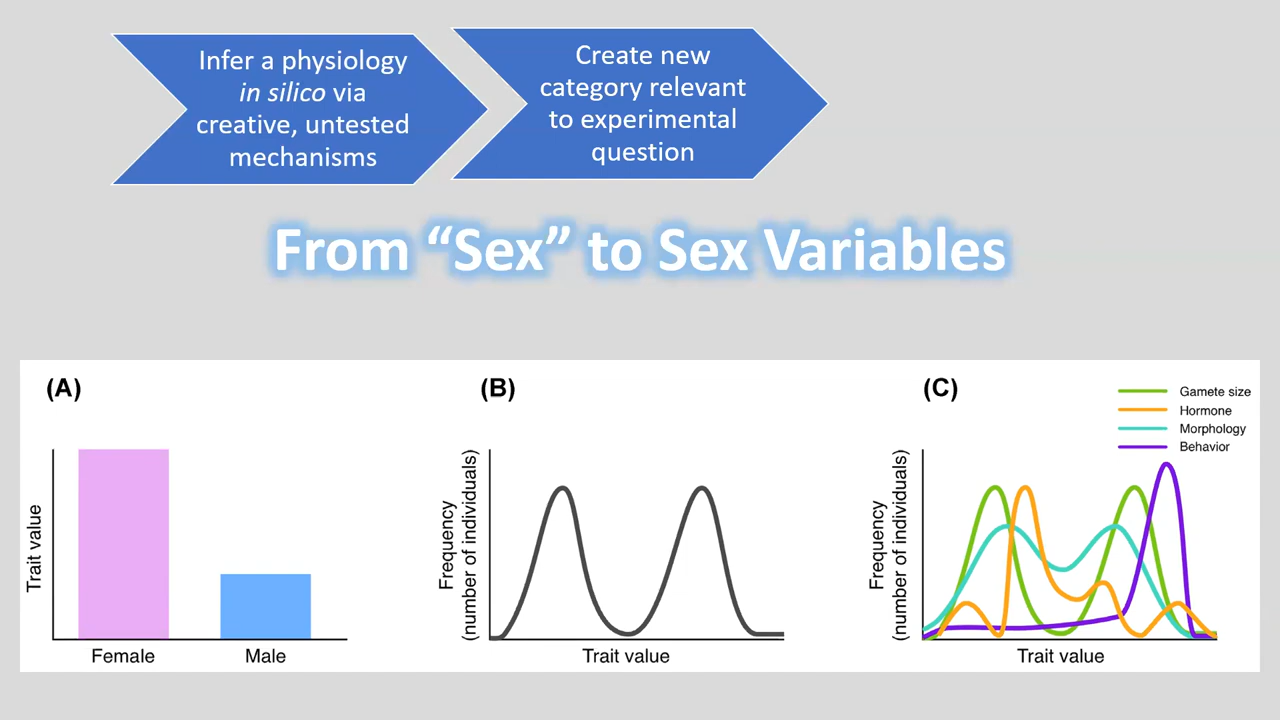 Infer a physiology
in silico via
creative, untested
mechanisms
Create new
category relevant
to experimental
question
From “Sex” to Sex Variables
(A)
Trait value
Female
Male
(B)
Frequency
(number of individuals)
Trait value
(C)
Gamete size
Hormone
Morphology
Behavior
Frequency
(number of individuals)
Trait value